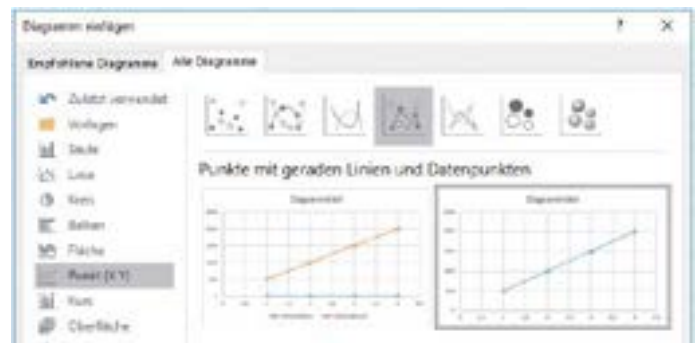 Diagramm einfügen ? ×
Empfohlene Diagramme Alle Diagramme
Zuletzt verwendet
Vorlagen
Säule
Linie
Kreis
Balken
Fläche
Punkt (X Y)
Kurs
Oberfläche
Punkte mit geraden Linien und Datenpunkten
Diagrammtitel
Diagrammtitel